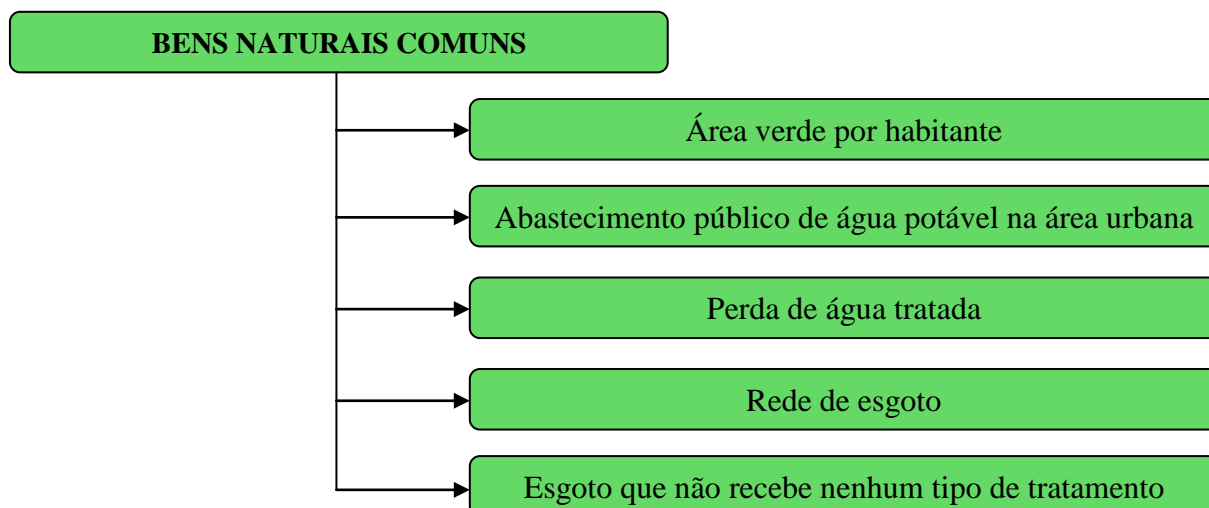 BENS NATURAIS COMUNS
Área verde por habitante
Abastecimento público de água potável na área urbana
Perda de água tratada
Rede de esgoto
Esgoto que não recebe nenhum tipo de tratamento